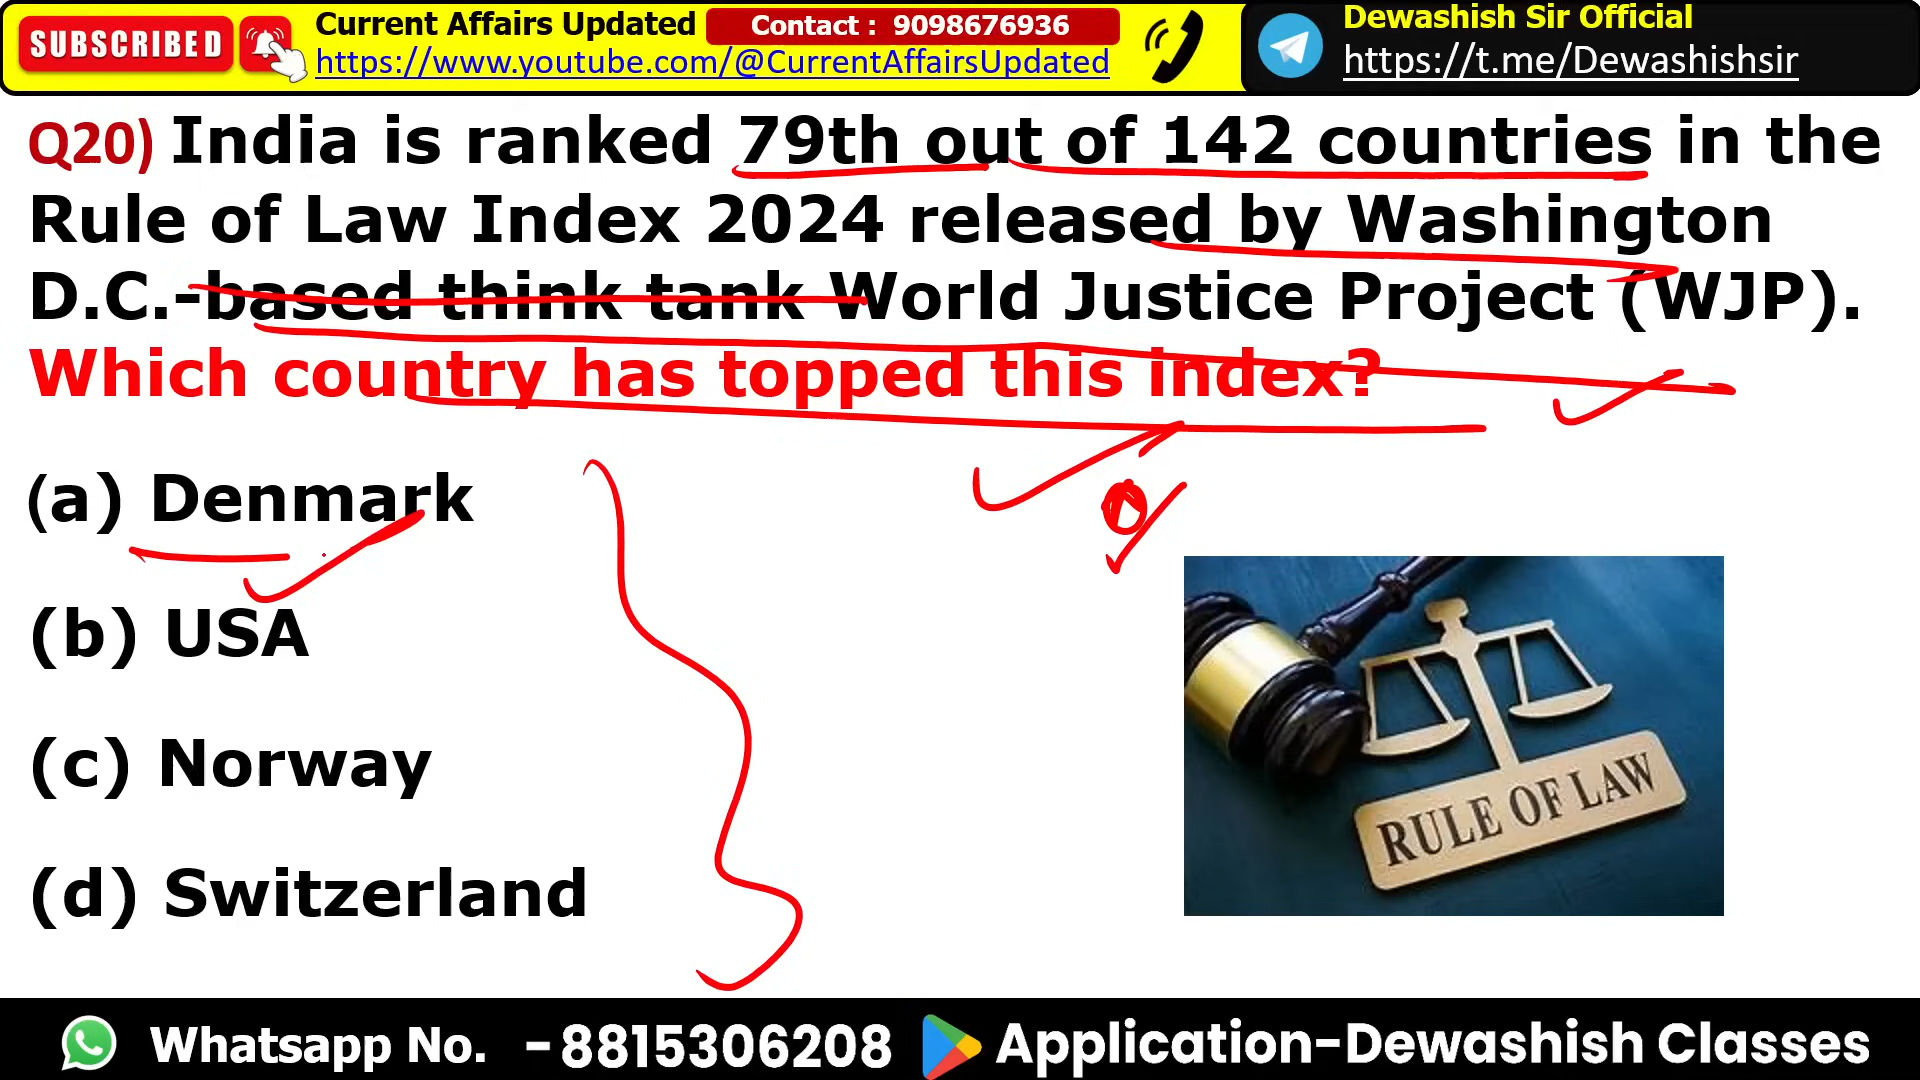 SUBSCRIBED
Current Affairs Updated
Contact : 9098676936
https://www.youtube.com/@CurrentAffairsUpdated
Dewashish Sir Official
https://t.me/Dewashishsir
Q20) India is ranked 79th out of 142 countries in the
Rule of Law Index 2024 released by Washington
D.C.-based think tank World Justice Project (WJP).
Which country has topped this index?
(a) Denmark
(b) USA
(c) Norway
(d) Switzerland
RULE OF LAW
Whatsapp No. - 8815306208
Application-Dewashish Classes